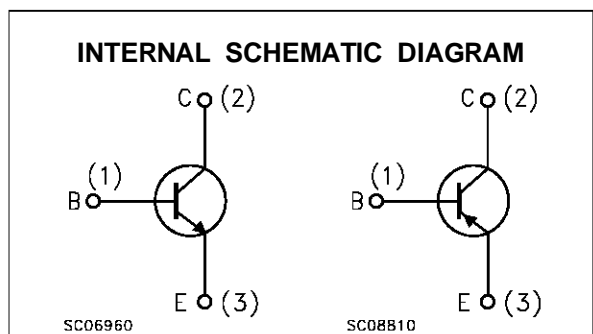 INTERNAL SCHEMATIC DIAGRAM
C (2)
(1)
B
E (3)
SC06960
C (2)
(1)
B
E (3)
SC08810